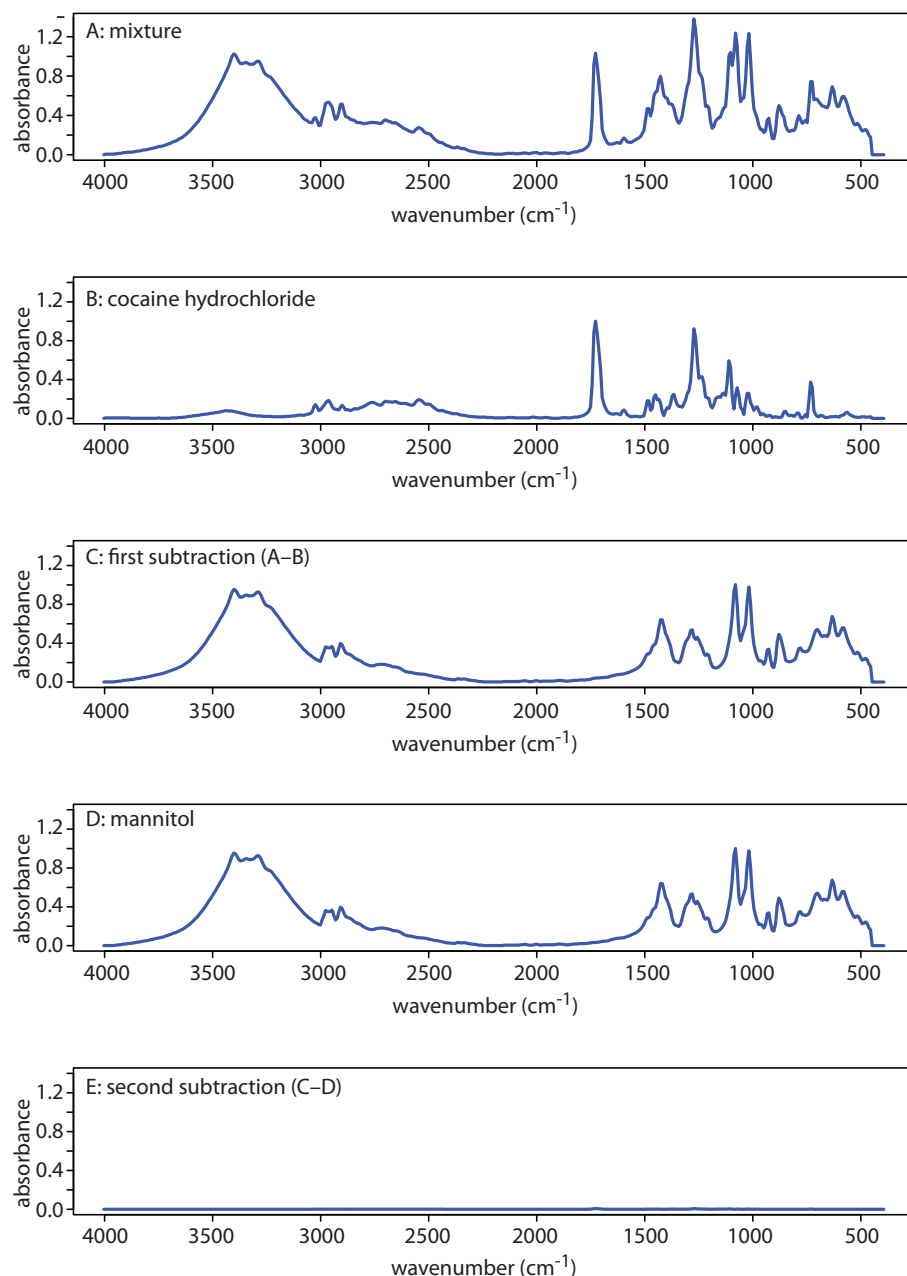 A: mixture
absorbance
1.2
0.8
0.4
0.0
4000 3500 3000 2500 2000 1500 1000 500
wavenumber (cm-1)
B: cocaine hydrochloride
absorbance
1.2
0.8
0.4
0.0
4000 3500 3000 2500 2000 1500 1000 500
wavenumber (cm-1)
C: first subtraction (A–B)
absorbance
1.2
0.8
0.4
0.0
4000 3500 3000 2500 2000 1500 1000 500
wavenumber (cm-1)
D: mannitol
absorbance
1.2
0.8
0.4
0.0
4000 3500 3000 2500 2000 1500 1000 500
wavenumber (cm-1)
E: second subtraction (C–D)
absorbance
1.2
0.8
0.4
0.0
4000 3500 3000 2500 2000 1500 1000 500
wavenumber (cm-1)